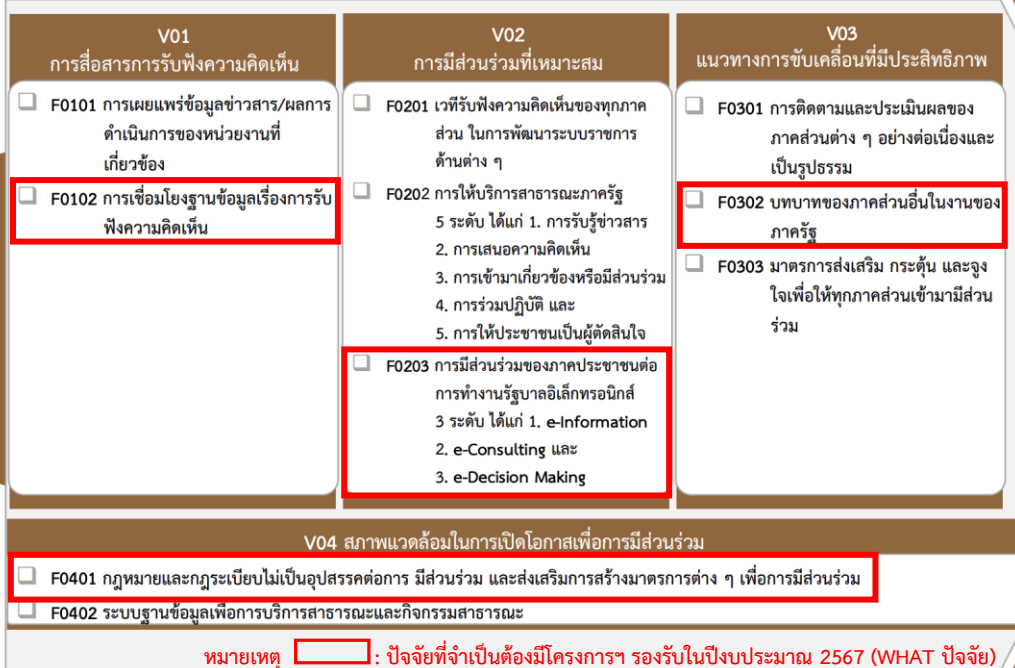 V01
การสื่อสารการรับฟังความคิดเห็น
F0101 การเผยแพร่ข้อมูลข่าวสาร/ผลการ
ดำเนินการของหน่วยงานที่
เกี่ยวข้อง
F0102 การเชื่อมโยงฐานข้อมูลเรื่องการรับ
ฟังความคิดเห็น
V02
การมีส่วนร่วมที่เหมาะสม
F0201 เวทีรับฟังความคิดเห็นของทุกภาค
ส่วน ในการพัฒนาระบบราชการ
ด้านต่าง ๆ
F0202 การให้บริการสาธารณะภาครัฐ
5 ระดับ ได้แก่ 1. การรับรู้ข่าวสาร
2. การเสนอความคิดเห็น
3. การเข้ามาเกี่ยวข้องหรือมีส่วนร่วม
4. การร่วมปฏิบัติ และ
5. การให้ประชาชนเป็นผู้ตัดสินใจ
F0203 การมีส่วนร่วมของภาคประชาชนต่อ
การทำงานรัฐบาลอิเล็กทรอนิกส์
3 ระดับ ได้แก่ 1. e-Information
2. e-Consulting และ
3. e-Decision Making
V03
แนวทางการขับเคลื่อนที่มีประสิทธิภาพ
F0301 การติดตามและประเมินผลของ
ภาคส่วนต่าง ๆ อย่างต่อเนื่องและ
เป็นรูปธรรม
F0302 บทบาทของภาคส่วนอื่นในงานของ
ภาครัฐ
F0303 มาตรการส่งเสริม กระตุ้น และจูง
ใจเพื่อให้ทุกภาคส่วนเข้ามามีส่วน
ร่วม
V04 สภาพแวดล้อมในการเปิดโอกาสเพื่อการมีส่วนร่วม
F0401 กฎหมายและกฎระเบียบไม่เป็นอุปสรรคต่อการ มีส่วนร่วม และส่งเสริมการสร้างมาตรการต่าง ๆ เพื่อการมีส่วนร่วม
F0402 ระบบฐานข้อมูลเพื่อการบริการสาธารณะและกิจกรรมสาธารณะ
หมายเหตุ : ปัจจัยที่จำเป็นต้องมีโครงการฯ รองรับในปีงบประมาณ 2567 (WHAT ปัจจัย)